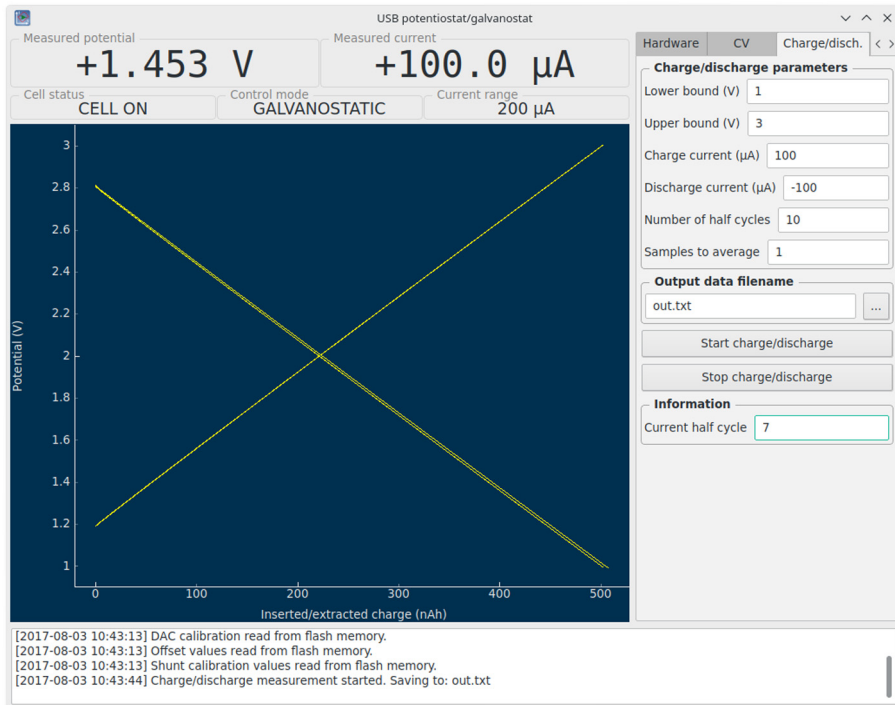 USB potentiostat/galvanostat
Measured potential
+1.453 V
Measured current
+100.0 µA
Cell status
CELL ON
Control mode
GALVANOSTATIC
Current range
200 µA
Potential (V)
3
2.8
2.6
2.4
2.2
2
1.8
1.6
1.4
1.2
1
0 100 200 300 400 500
Inserted/extracted charge (nAh)
Hardware CV Charge/disch.
Charge/discharge parameters
Lower bound (V) 1
Upper bound (V) 3
Charge current (µA) 100
Discharge current (µA) -100
Number of half cycles 10
Samples to average 1
Output data filename
out.txt ...
Start charge/discharge
Stop charge/discharge
Information
Current half cycle 7
[2017-08-03 10:43:13] DAC calibration read from flash memory.
[2017-08-03 10:43:13] Offset values read from flash memory.
[2017-08-03 10:43:13] Shunt calibration values read from flash memory.
[2017-08-03 10:43:44] Charge/discharge measurement started. Saving to: out.txt